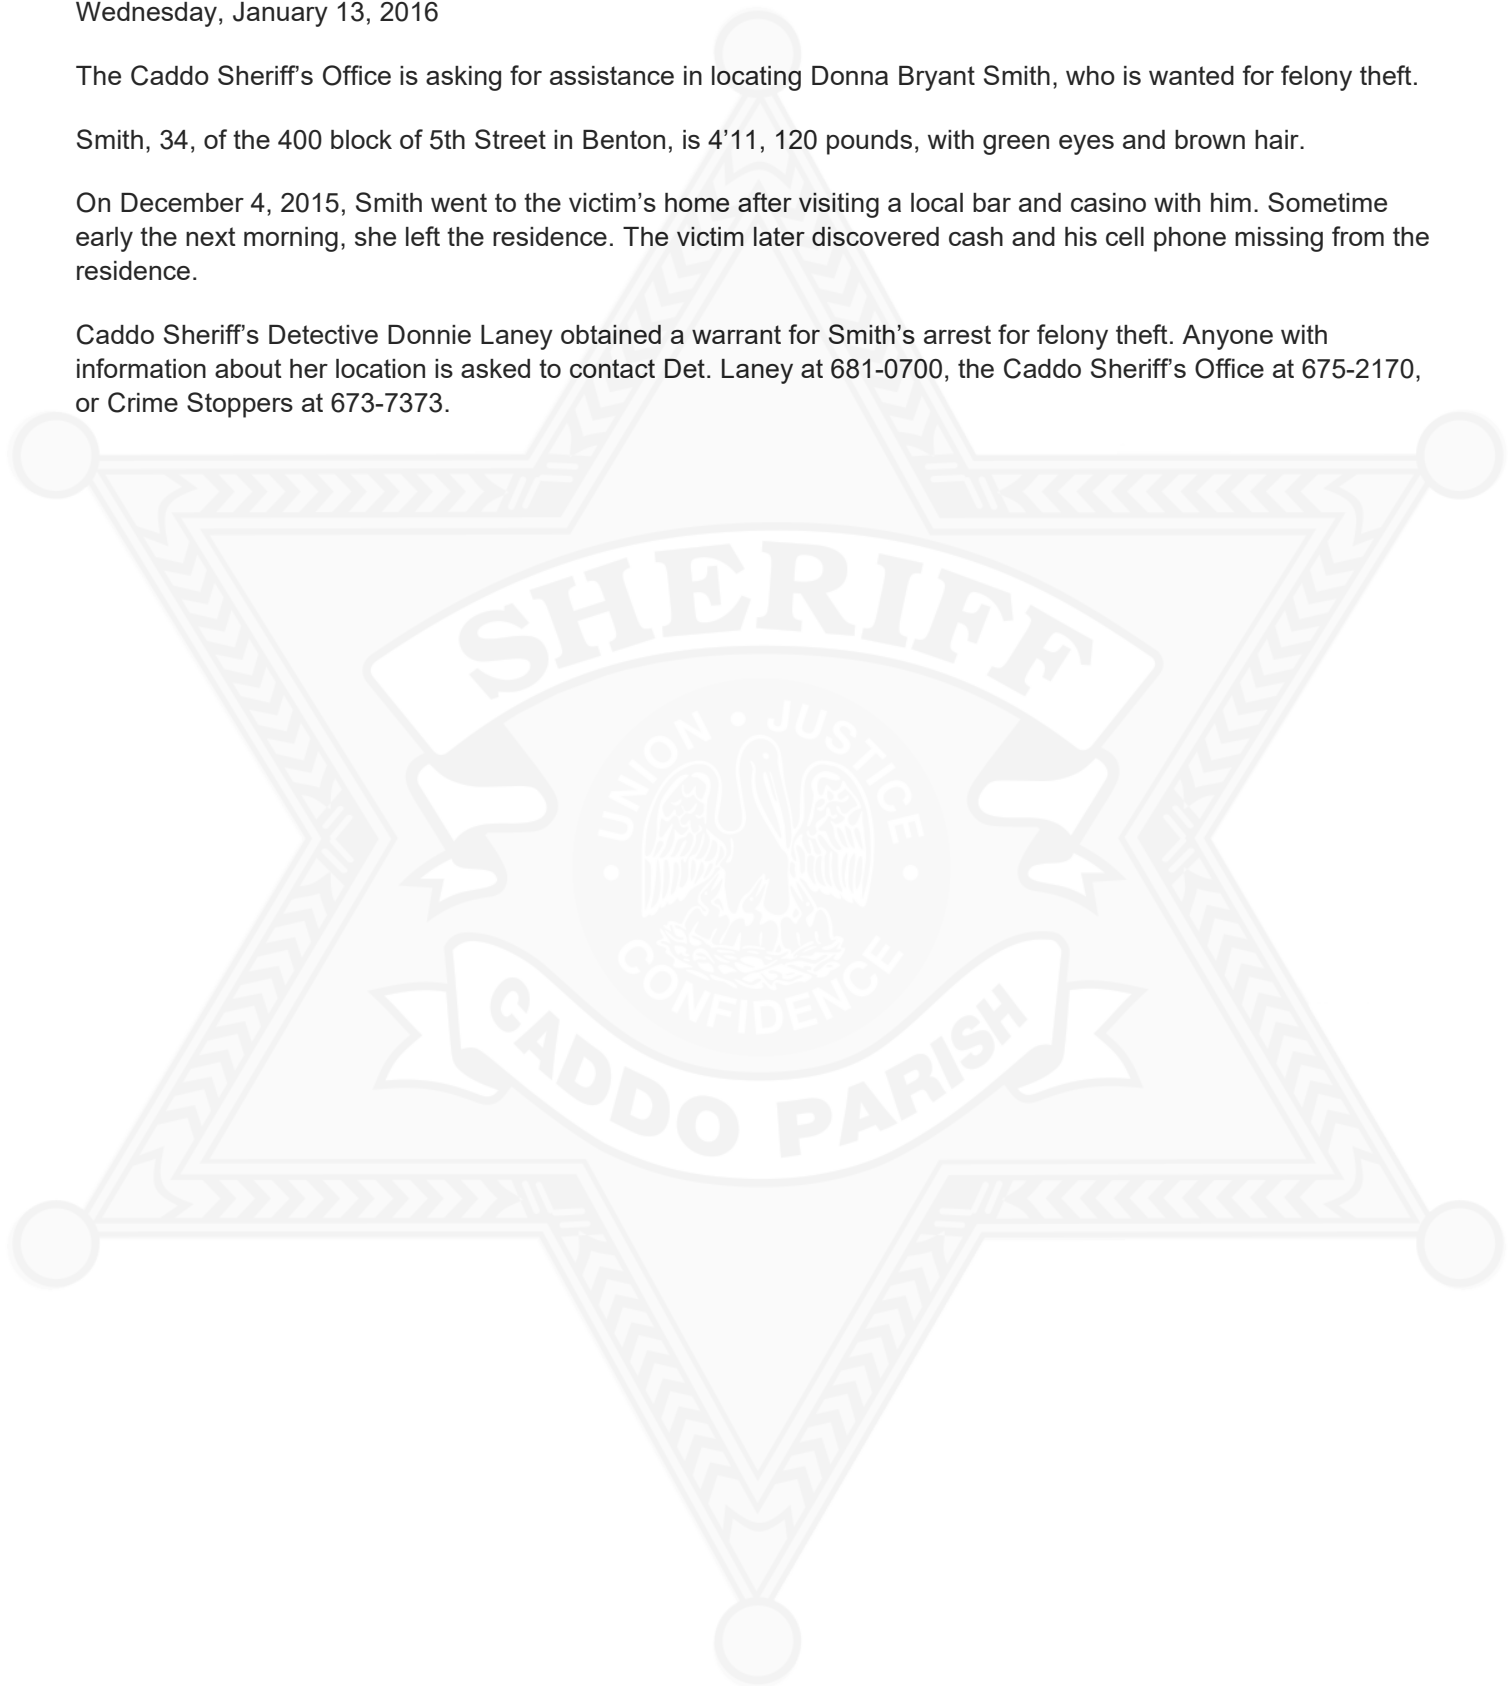 Wednesday, January 13, 2016
The Caddo Sheriff’s Office is asking for assistance in locating Donna Bryant Smith, who is wanted for felony theft.
Smith, 34, of the 400 block of 5th Street in Benton, is 4’11, 120 pounds, with green eyes and brown hair.
On December 4, 2015, Smith went to the victim’s home after visiting a local bar and casino with him. Sometime
early the next morning, she left the residence. The victim later discovered cash and his cell phone missing from the
residence.
Caddo Sheriff’s Detective Donnie Laney obtained a warrant for Smith’s arrest for felony theft. Anyone with
information about her location is asked to contact Det. Laney at 681-0700, the Caddo Sheriff’s Office at 675-2170,
or Crime Stoppers at 673-7373.
SHERIFF
UNION • JUSTICE
• CONFIDENCE •
CADDO PARISH